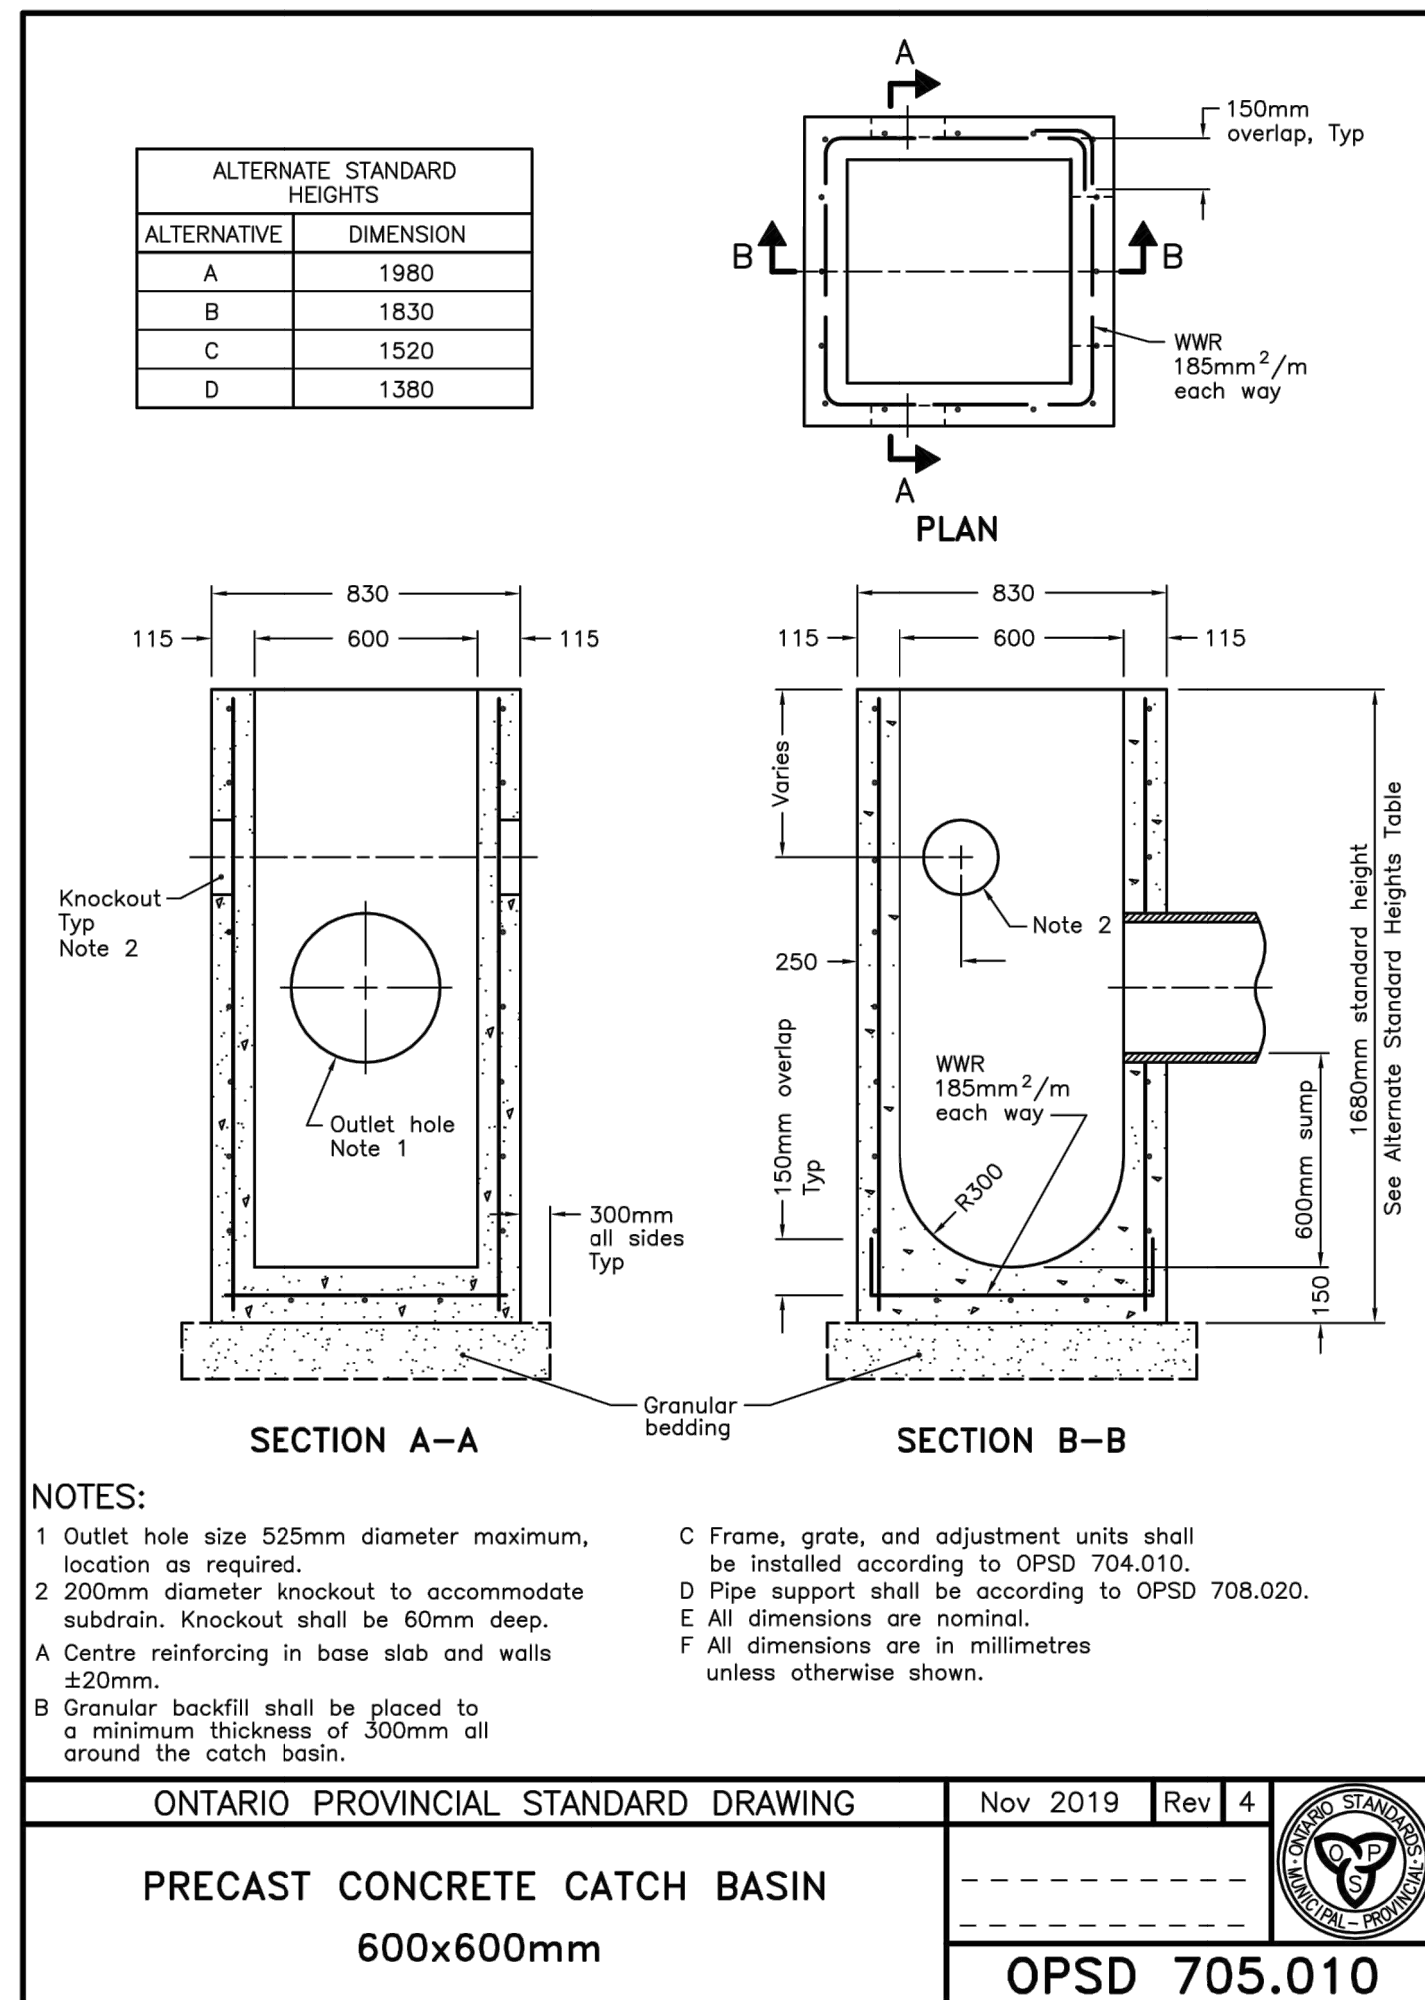 ALTERNATE STANDARD
HEIGHTS
ALTERNATIVE DIMENSION
A 1980
B 1830
C 1520
D 1380
A
150mm
overlap, Typ
B
B
WWR
185mm²/m
each way
A
PLAN
830
115
600
115
Knockout
Typ
Note 2
Outlet hole
Note 1
300mm
all sides
Typ
SECTION A-A
830
115
600
115
Varies
Note 2
250
150mm overlap
Typ
WWR
185mm²/m
each way
R300
600mm sump
150
1680mm standard height
See Alternate Standard Heights Table
Granular
bedding
SECTION B-B
NOTES:
1 Outlet hole size 525mm diameter maximum,
location as required.
2 200mm diameter knockout to accommodate
subdrain. Knockout shall be 60mm deep.
A Centre reinforcing in base slab and walls
±20mm.
B Granular backfill shall be placed to
a minimum thickness of 300mm all
around the catch basin.
C Frame, grate, and adjustment units shall
be installed according to OPSD 704.010.
D Pipe support shall be according to OPSD 708.020.
E All dimensions are nominal.
F All dimensions are in millimetres
unless otherwise shown.
ONTARIO PROVINCIAL STANDARD DRAWING
Nov 2019 Rev 4
PRECAST CONCRETE CATCH BASIN
600x600mm
ONTARIO STANDARDS
O P
S
MUNICIPAL - PROVINCIAL
OPSD 705.010